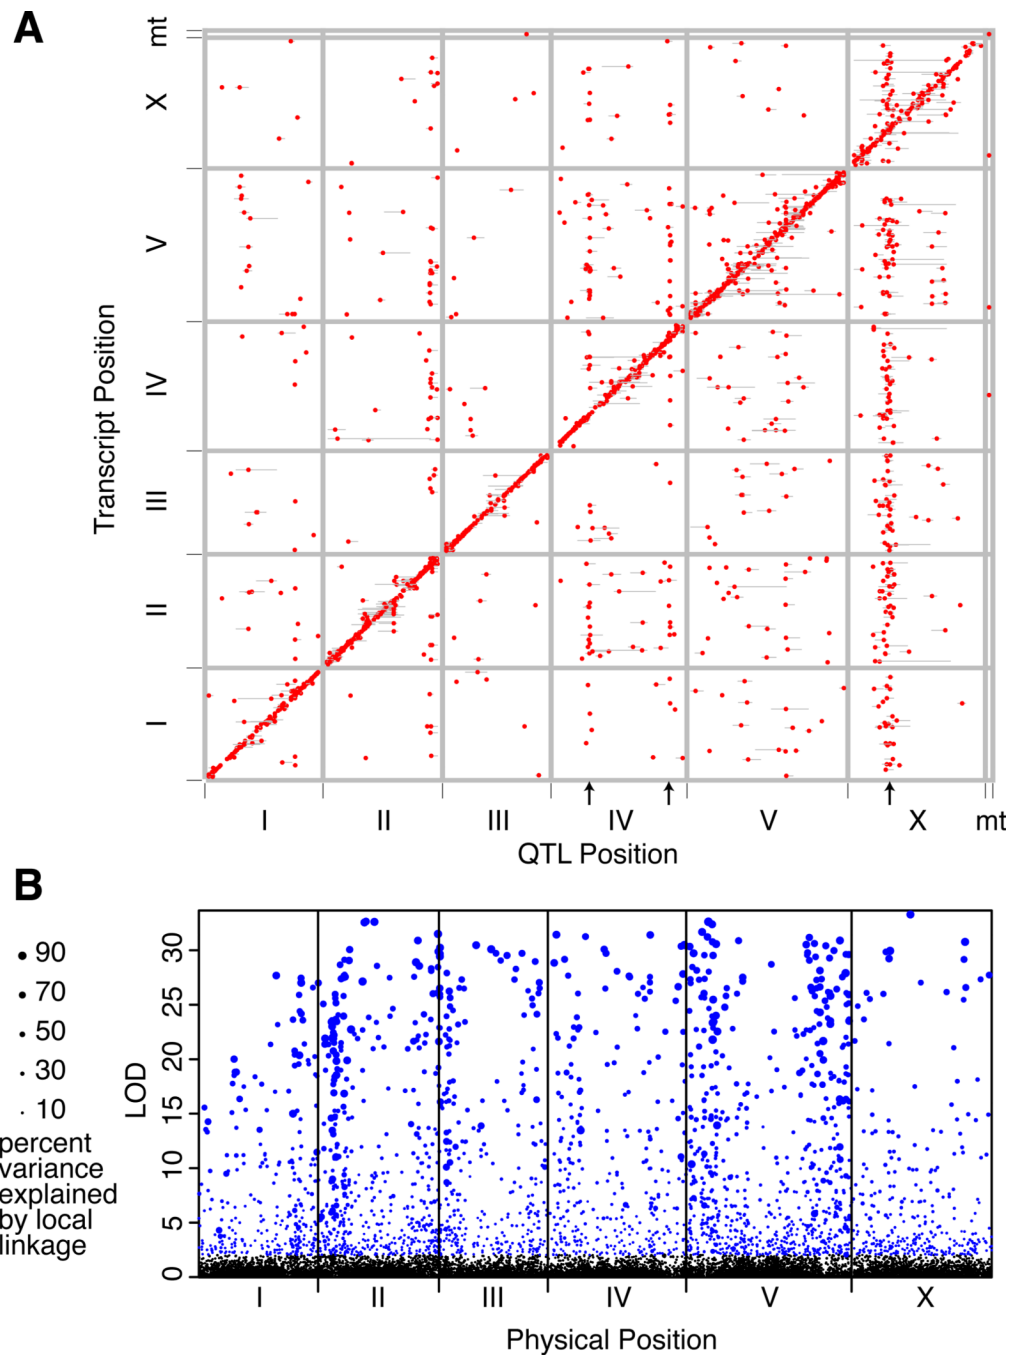 A
mt
X
V
IV
III
II
I
Transcript Position
I II III IV V X mt
QTL Position
B
90
70
50
30
10
percent
variance
explained
by local
linkage
LOD
30
25
20
15
10
5
0
I II III IV V X
Physical Position